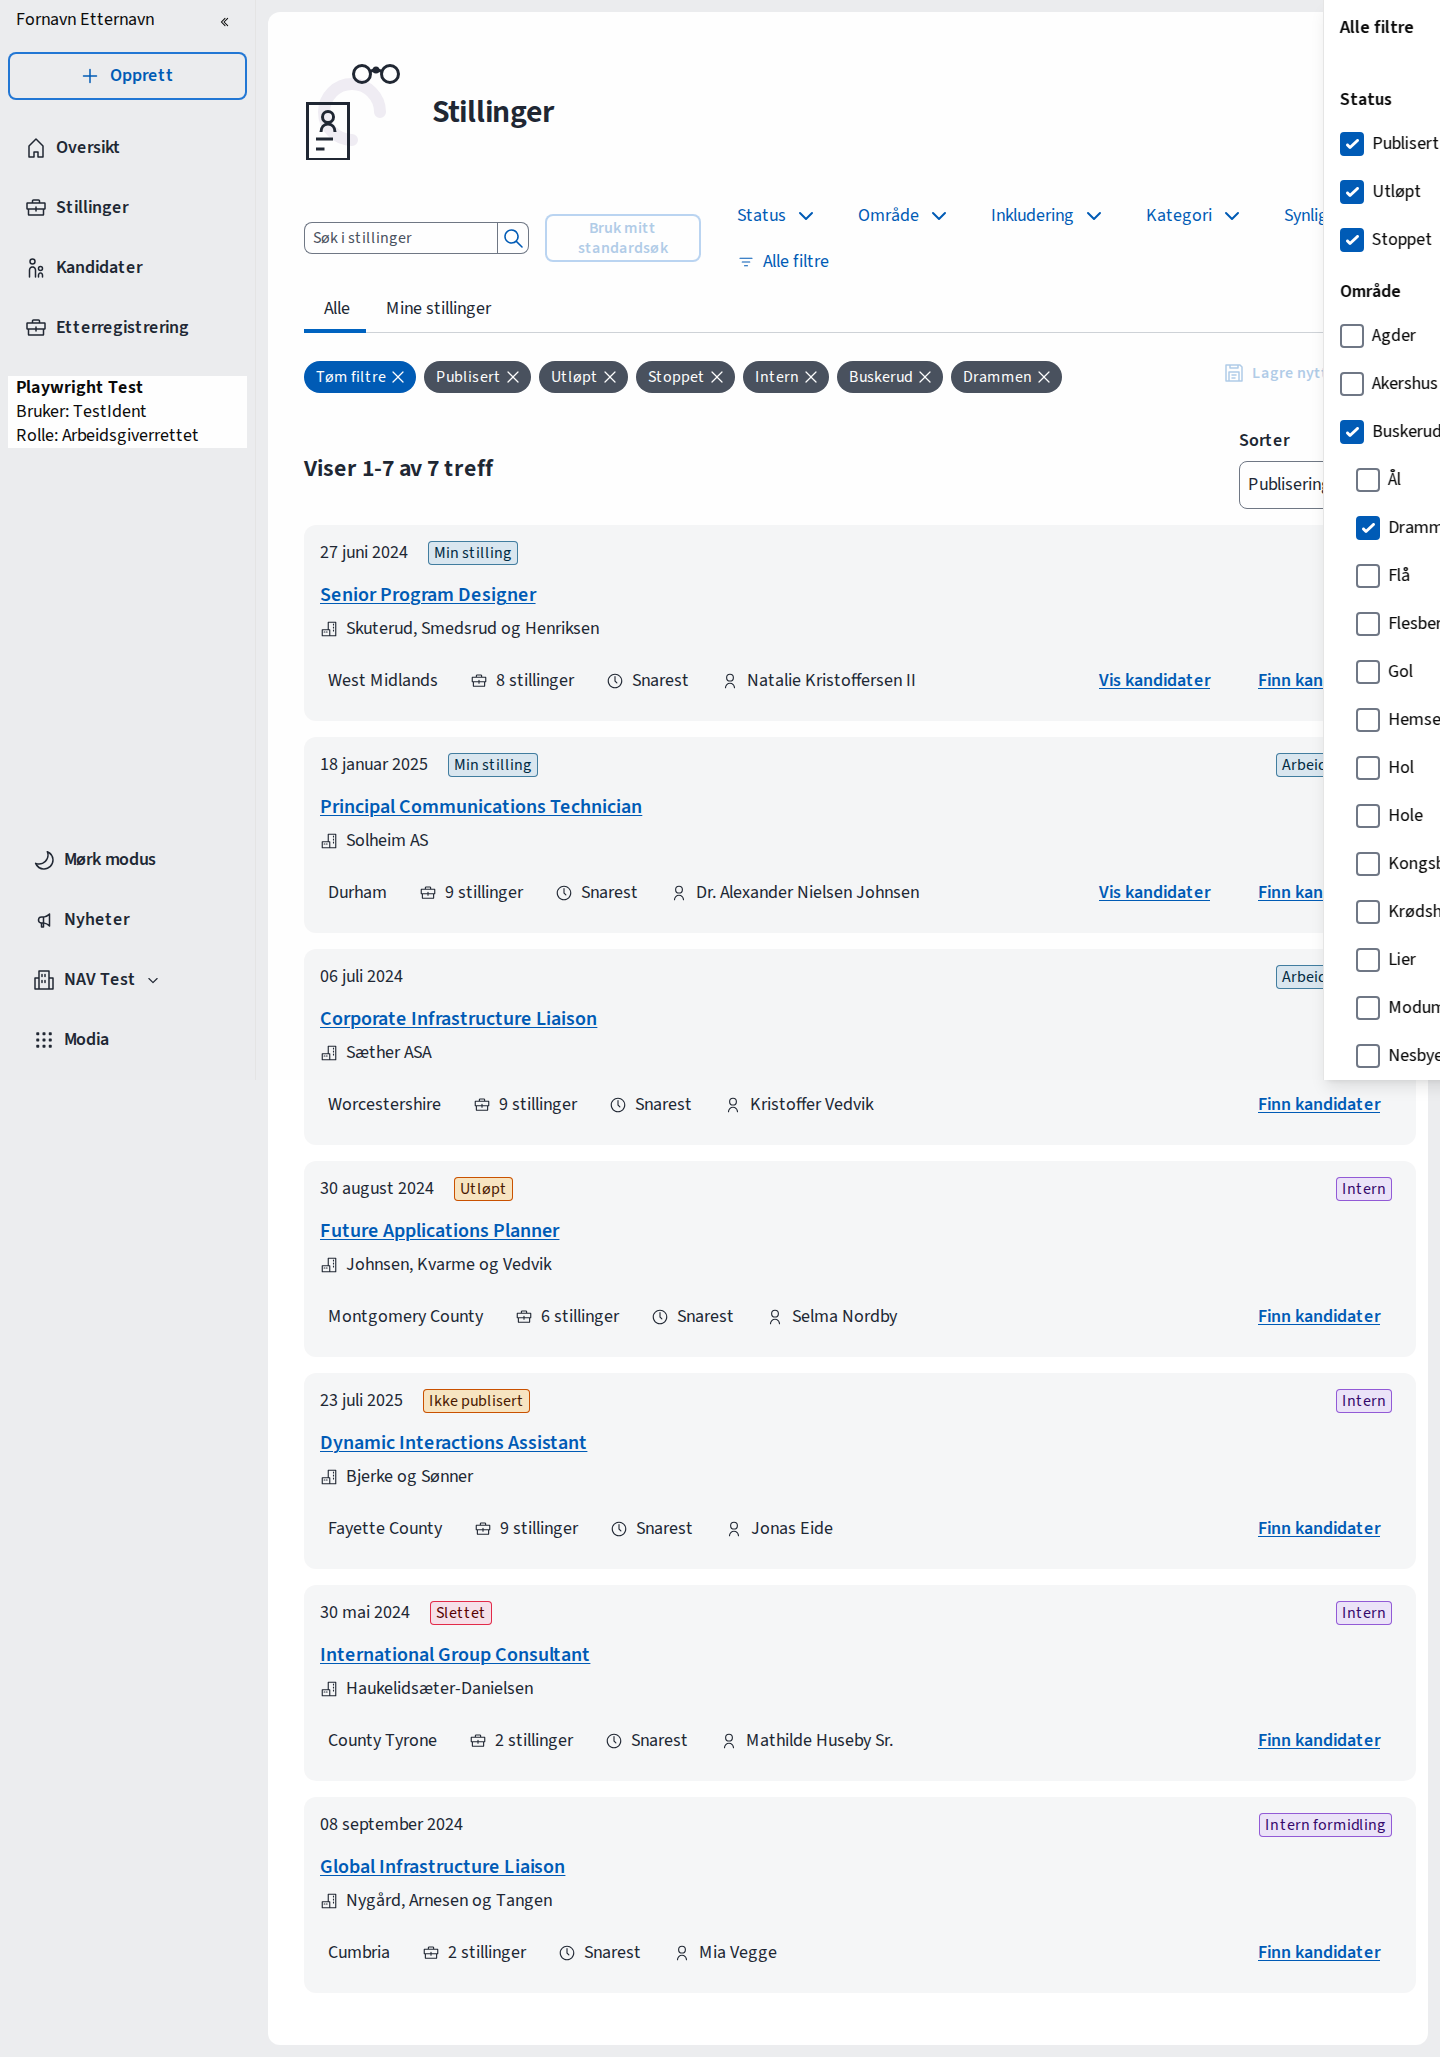 Fornavn Etternavn
Opprett
Oversikt
Stillinger
Kandidater
Etterregistrering
Playwright Test
Bruker: TestIdent
Rolle: Arbeidsgiverrettet
Mørk modus
Nyheter
NAV Test
Modia
Stillinger
Søk i stillinger
Bruk mitt
standardsøk
Status
Område
Inkludering
Kategori
Synlig
Alle filtre
Alle
Mine stillinger
Tøm filtre
Publisert
Utløpt
Stoppet
Intern
Buskerud
Drammen
Lagre nytt
Viser 1-7 av 7 treff
Sorter
Publisering
27 juni 2024
Min stilling
Senior Program Designer
Skuterud, Smedsrud og Henriksen
West Midlands
8 stillinger
Snarest
Natalie Kristoffersen II
Vis kandidater
Finn kan
18 januar 2025
Min stilling
Arbeid
Principal Communications Technician
Solheim AS
Durham
9 stillinger
Snarest
Dr. Alexander Nielsen Johnsen
Vis kandidater
Finn kan
06 juli 2024
Arbeid
Corporate Infrastructure Liaison
Sæther ASA
Worcestershire
9 stillinger
Snarest
Kristoffer Vedvik
Finn kandidater
30 august 2024
Utløpt
Intern
Future Applications Planner
Johnsen, Kvarme og Vedvik
Montgomery County
6 stillinger
Snarest
Selma Nordby
Finn kandidater
23 juli 2025
Ikke publisert
Intern
Dynamic Interactions Assistant
Bjerke og Sønner
Fayette County
9 stillinger
Snarest
Jonas Eide
Finn kandidater
30 mai 2024
Slettet
Intern
International Group Consultant
Haukelidsæter-Danielsen
County Tyrone
2 stillinger
Snarest
Mathilde Huseby Sr.
Finn kandidater
08 september 2024
Intern formidling
Global Infrastructure Liaison
Nygård, Arnesen og Tangen
Cumbria
2 stillinger
Snarest
Mia Vegge
Finn kandidater
Alle filtre
Status
Publisert
Utløpt
Stoppet
Område
Agder
Akershus
Buskerud
Ål
Dramm
Flå
Flesber
Gol
Hemse
Hol
Hole
Kongsb
Krødsh
Lier
Modum
Nesbye